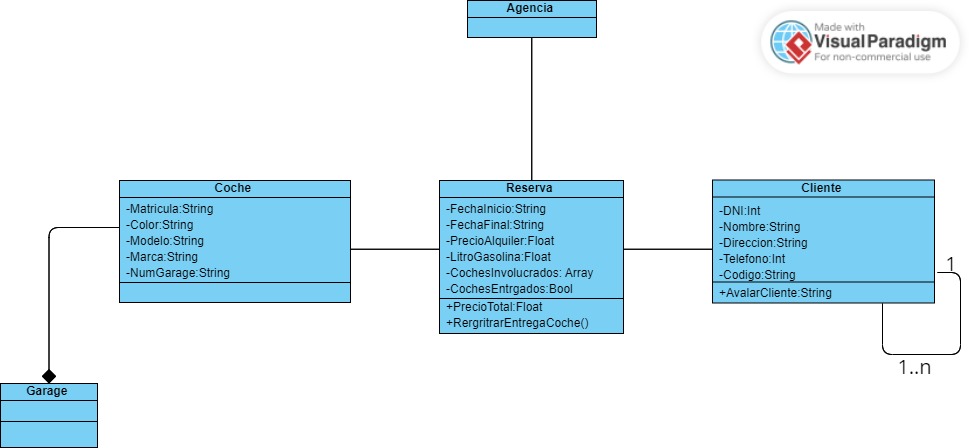 Agencia
Made with
VisualParadigm
For non-commercial use
Coche
-Matricula:String
-Color:String
-Modelo:String
-Marca:String
-NumGarage:String
Reserva
-FechaInicio:String
-FechaFinal:String
-PrecioAlquiler:Float
-LitroGasolina:Float
-CochesInvolucrados: Array
-CochesEntrgados:Bool
+PrecioTotal:Float
+RergritrarEntregaCoche()
Cliente
-DNI:Int
-Nombre:String
-Direccion:String
-Telefono:Int
-Codigo:String
+AvalarCliente:String
1
1..n
Garage